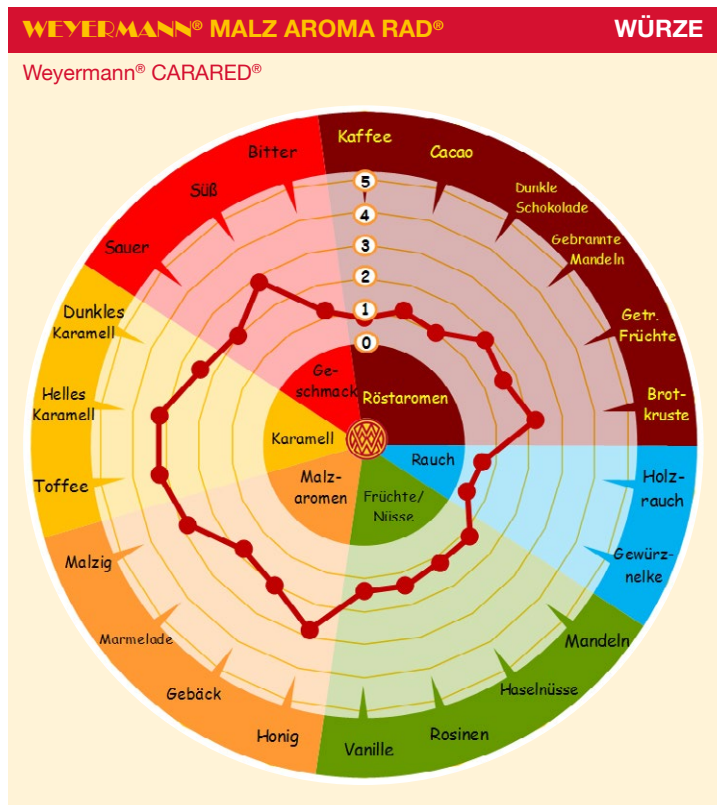 WEYERMANN® MALZ AROMA RAD® WÜRZE
Weyermann® CARARED®
Kaffee
Cacao
Dunkle
Schokolade
Gebrannte
Mandeln
Getr.
Früchte
Brot-
kruste
Holz-
rauch
Gewürz-
nelke
Mandeln
Haselnüsse
Rosinen
Vanille
Honig
Gebäck
Marmelade
Malzig
Toffee
Helles
Karamell
Dunkles
Karamell
Sauer
Süß
Bitter
5
4
3
2
1
0
Ge-
schmack
Röstaromen
Karamell
Rauch
Malz-
aromen
Früchte/
Nüsse